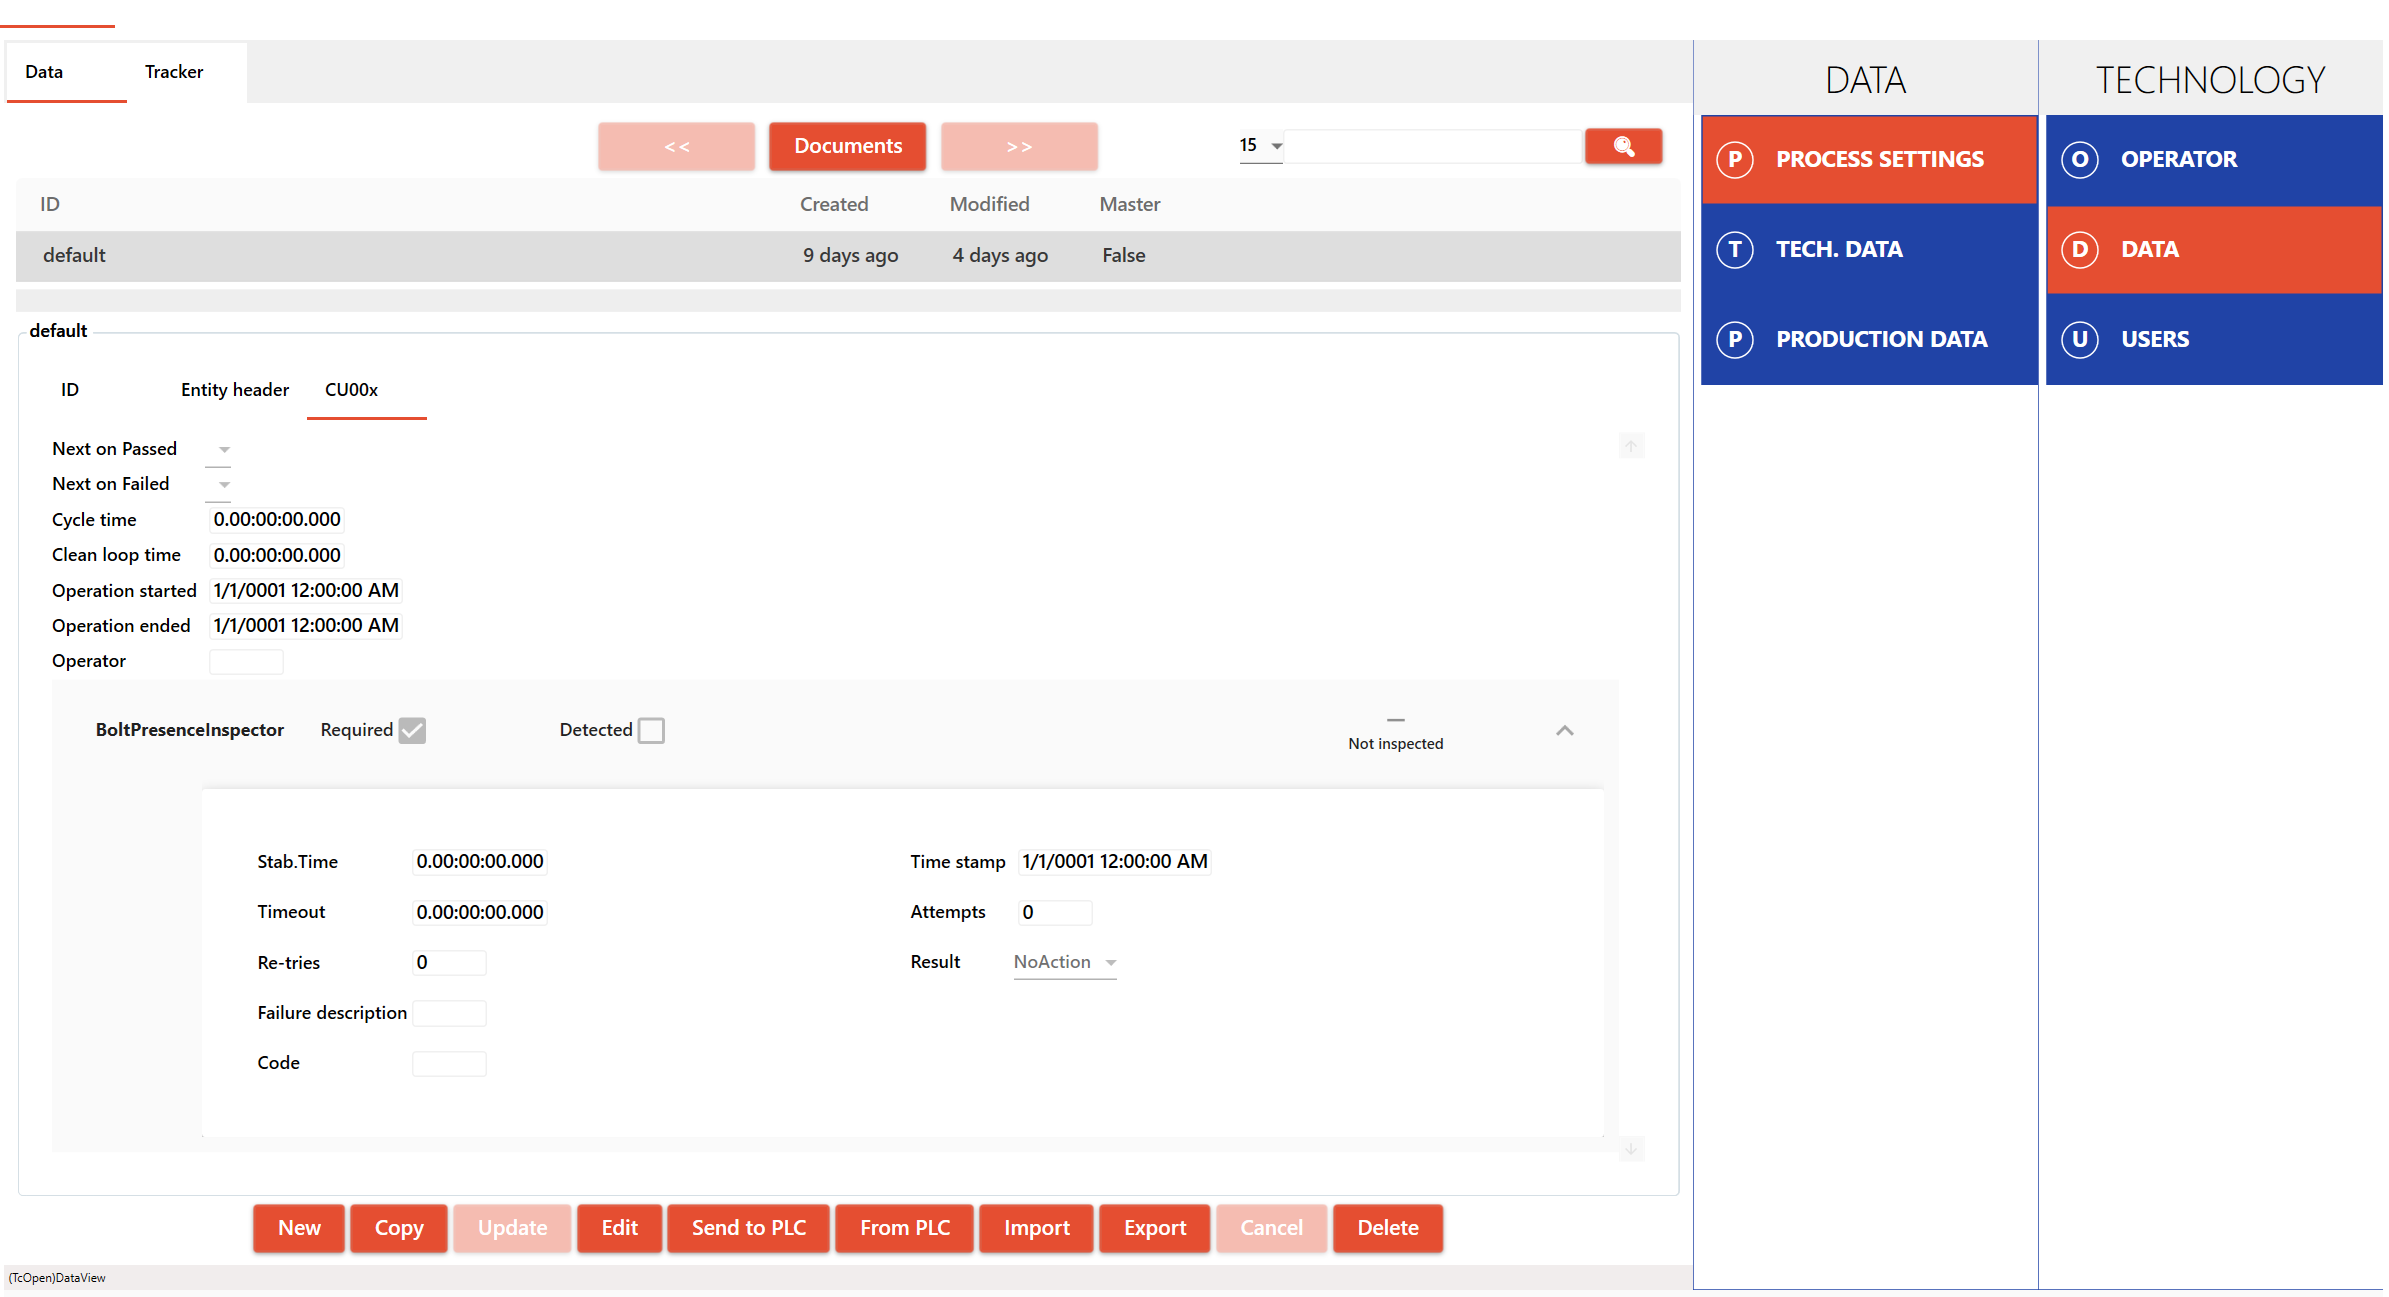 Data Tracker
<< Documents >> 15
ID Created Modified Master
default 9 days ago 4 days ago False
default
ID Entity header CU00x
Next on Passed
Next on Failed
Cycle time 0.00:00:00.000
Clean loop time 0.00:00:00.000
Operation started 1/1/0001 12:00:00 AM
Operation ended 1/1/0001 12:00:00 AM
Operator
BoltPresenceInspector Required Detected
Not inspected
Stab.Time 0.00:00:00.000 Time stamp 1/1/0001 12:00:00 AM
Timeout 0.00:00:00.000 Attempts 0
Re-tries 0 Result NoAction
Failure description
Code
New Copy Update Edit Send to PLC From PLC Import Export Cancel Delete
(TcOpen)DataView
DATA
P PROCESS SETTINGS
T TECH. DATA
P PRODUCTION DATA
TECHNOLOGY
O OPERATOR
D DATA
U USERS